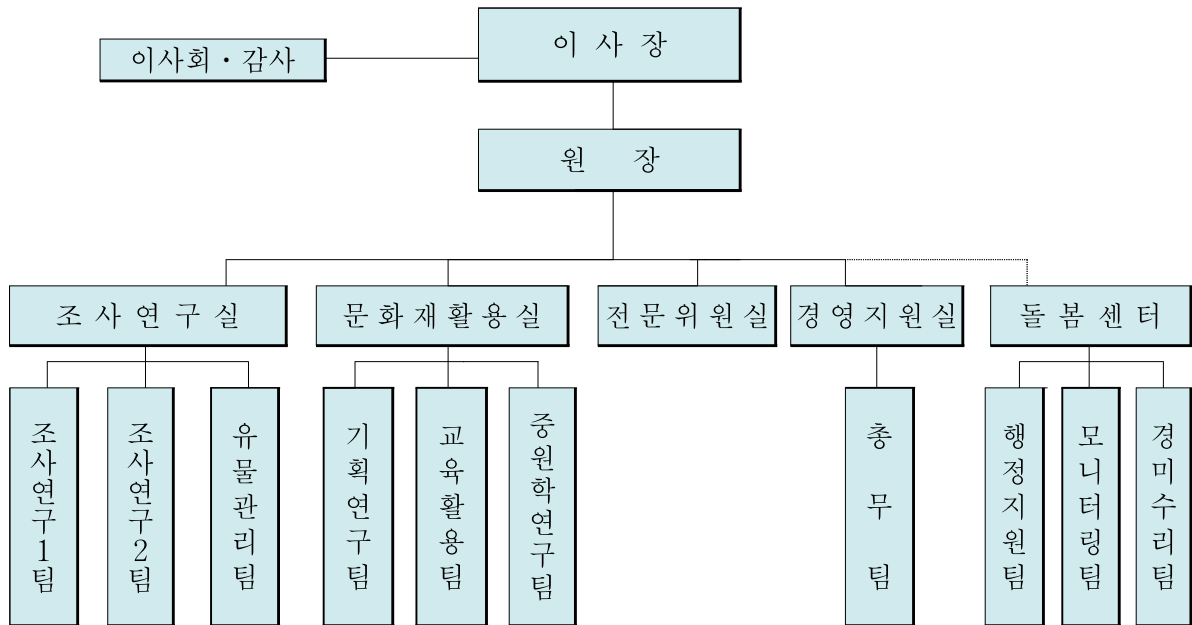 이사장
이사회·감사
원 장
조사연구실
문화재활용실
전문위원실
경영지원실
돌봄센터
조사연구1팀
조사연구2팀
유물관리팀
기획연구팀
교육활용팀
중원학연구팀
총무팀
행정지원팀
모니터링팀
경미수리팀